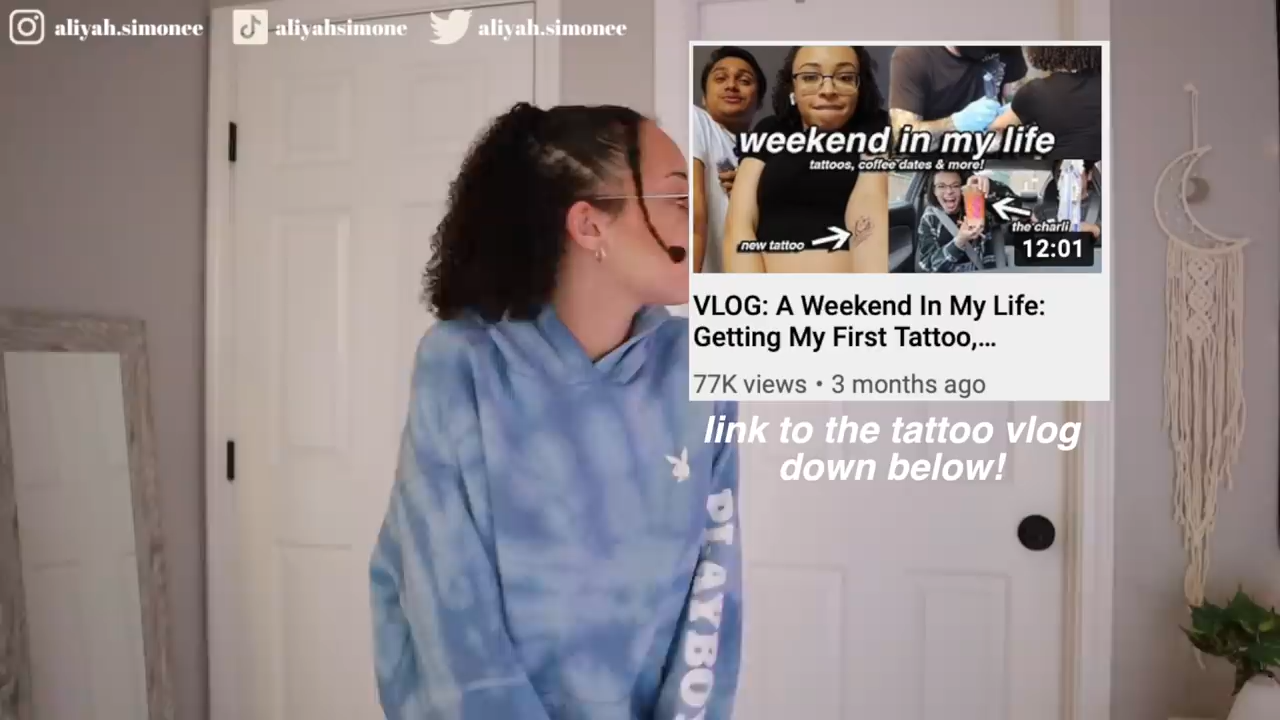 aliyah.simonee
aliyahsimone
aliyah.simonee
weekend in my life
tattoos, coffee dates & more!
new tattoo
the charli
12:01
VLOG: A Weekend In My Life:
Getting My First Tattoo,...
77K views • 3 months ago
link to the tattoo vlog
down below!
PLAYBO